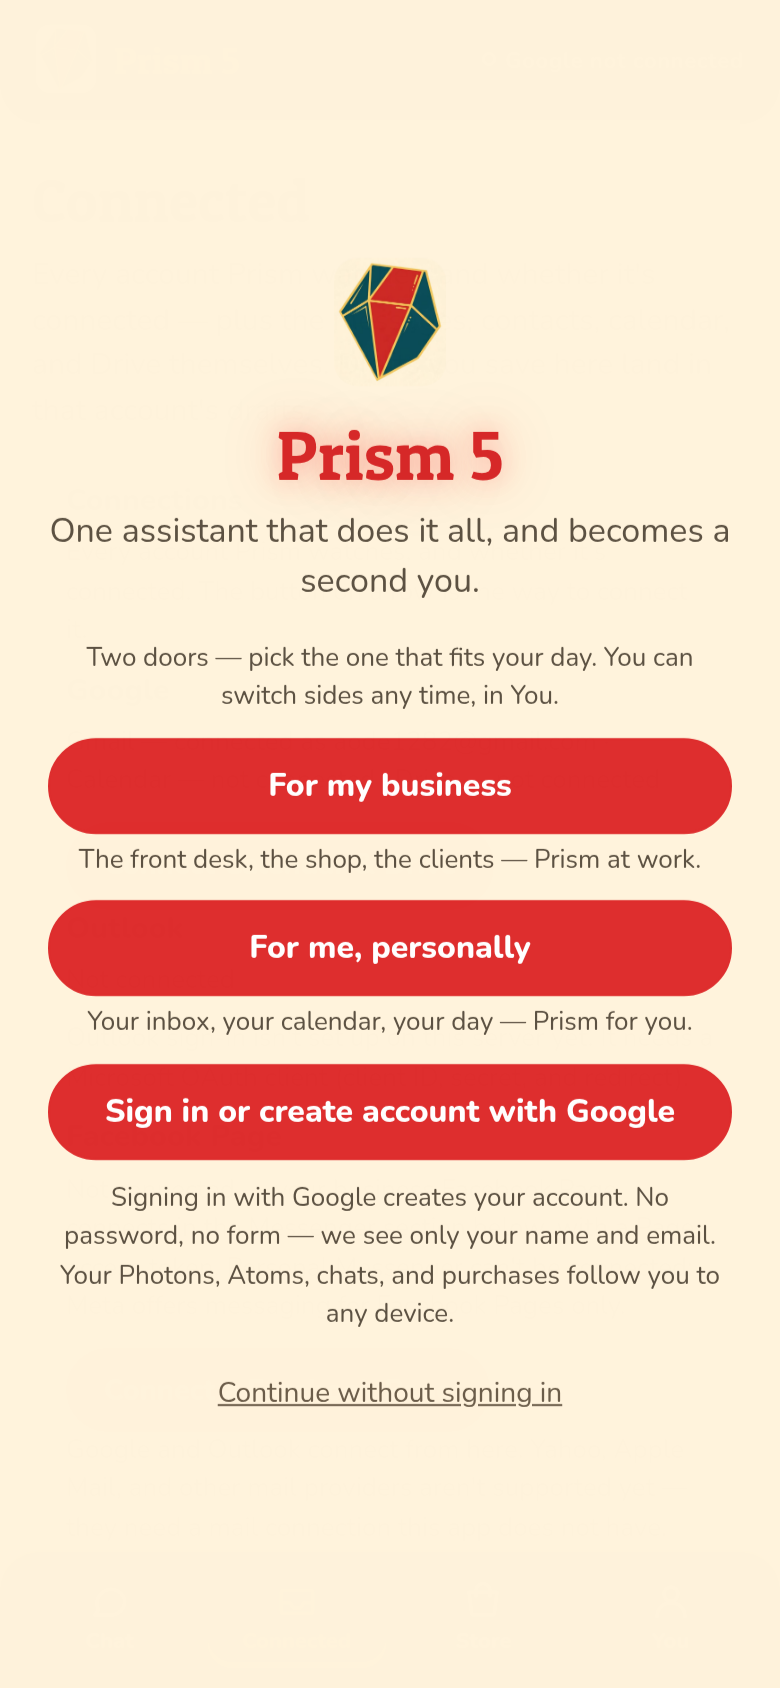 Connected
Prism 5
One assistant that does it all, and becomes a
second you.
Two doors — pick the one that fits your day. You can
switch sides any time, in You.
For my business
The front desk, the shop, the clients — Prism at work.
For me, personally
Your inbox, your calendar, your day — Prism for you.
Sign in or create account with Google
Signing in with Google creates your account. No
password, no form — we see only your name and email.
Your Photons, Atoms, chats, and purchases follow you to
any device.
Continue without signing in